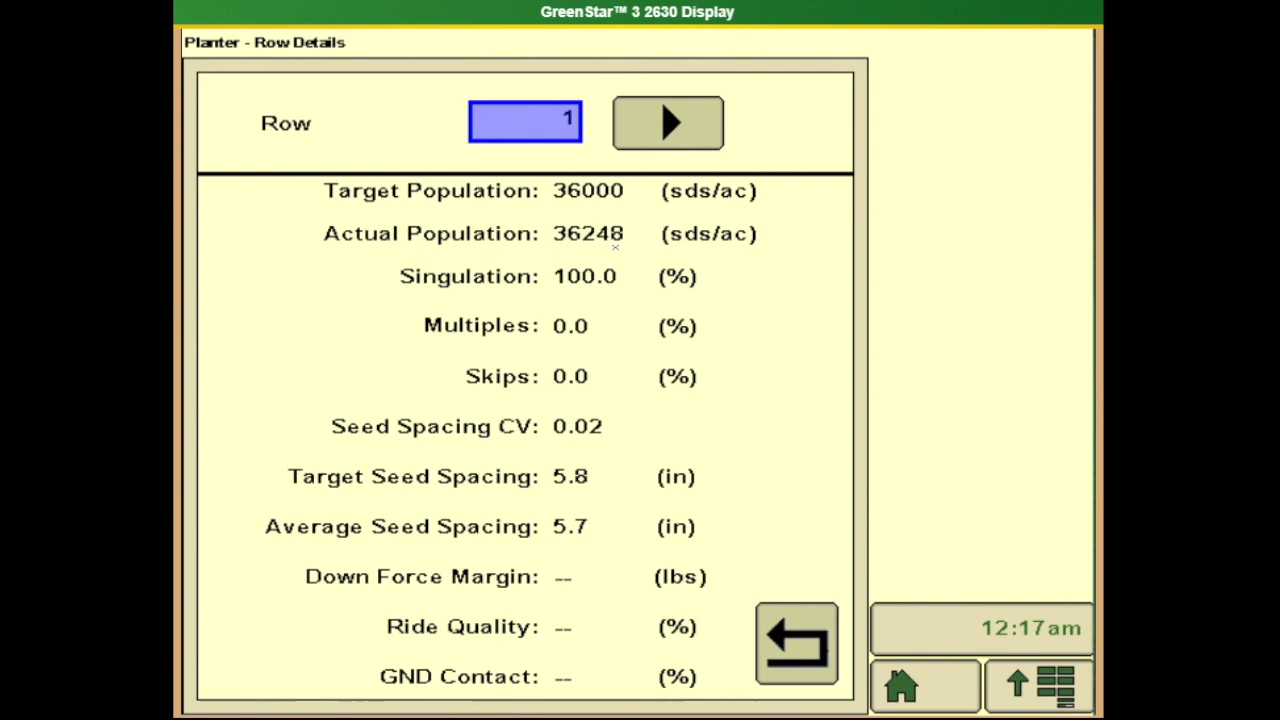 GreenStar™ 3 2630 Display
Planter - Row Details
Row 1
Target Population: 36000 (sds/ac)
Actual Population: 36248 (sds/ac)
Singulation: 100.0 (%)
Multiples: 0.0 (%)
Skips: 0.0 (%)
Seed Spacing CV: 0.02
Target Seed Spacing: 5.8 (in)
Average Seed Spacing: 5.7 (in)
Down Force Margin: -- (lbs)
Ride Quality: -- (%)
GND Contact: -- (%)
12:17am